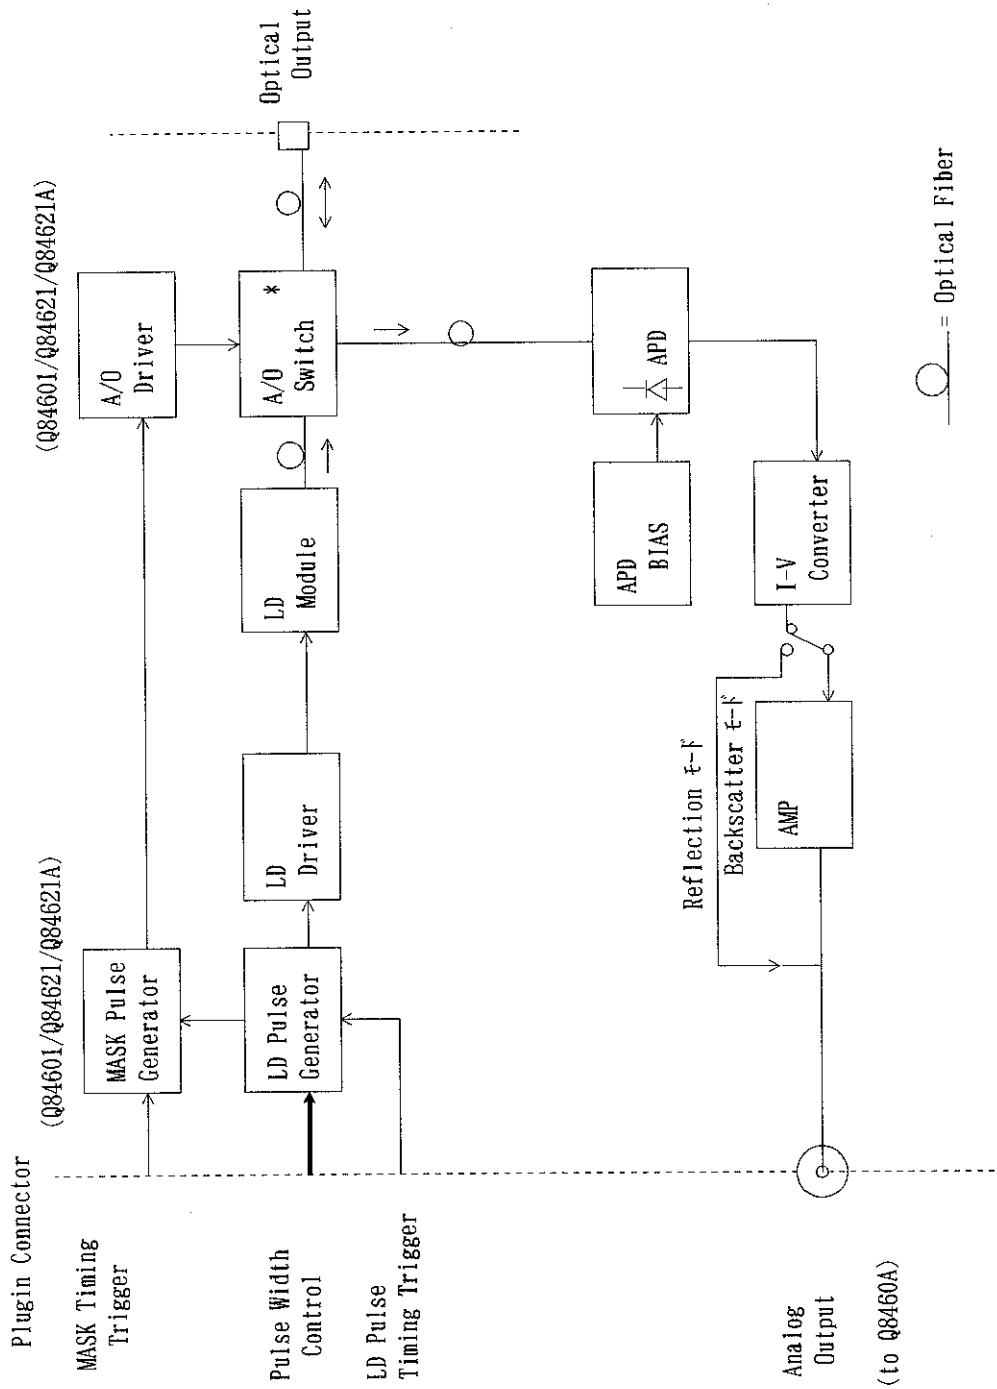 Plugin Connector
(Q84601/Q84621/Q84621A)
(Q84601/Q84621/Q84621A)
MASK Timing
Trigger
MASK Pulse
Generator
A/O
Driver
Pulse Width
Control
LD Pulse
Generator
LD
Driver
LD
Module
A/O
Switch
*
Optical
Output
LD Pulse
Timing Trigger
APD
BIAS
APD
Reflection モード
Backscatter モード
Analog
Output
AMP
I-V
Converter
(to Q8460A)
= Optical Fiber